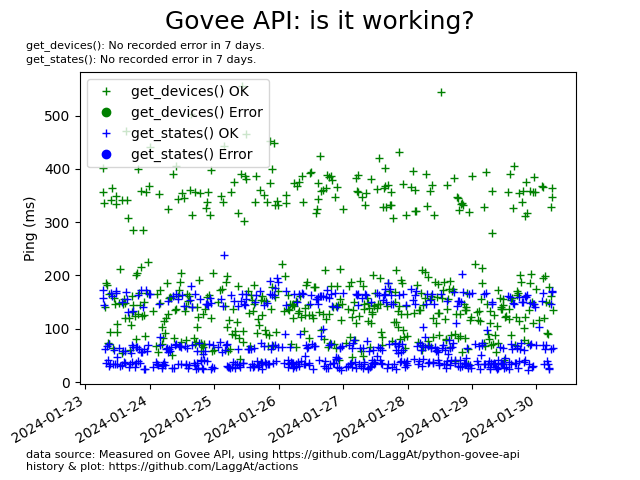 Govee API: is it working?
get_devices(): No recorded error in 7 days.
get_states(): No recorded error in 7 days.
get_devices() OK
get_devices() Error
get_states() OK
get_states() Error
Ping (ms)
500
400
300
200
100
0
2024-01-23
2024-01-24
2024-01-25
2024-01-26
2024-01-27
2024-01-28
2024-01-29
2024-01-30
data source: Measured on Govee API, using https://github.com/LaggAt/python-govee-api
history & plot: https://github.com/LaggAt/actions